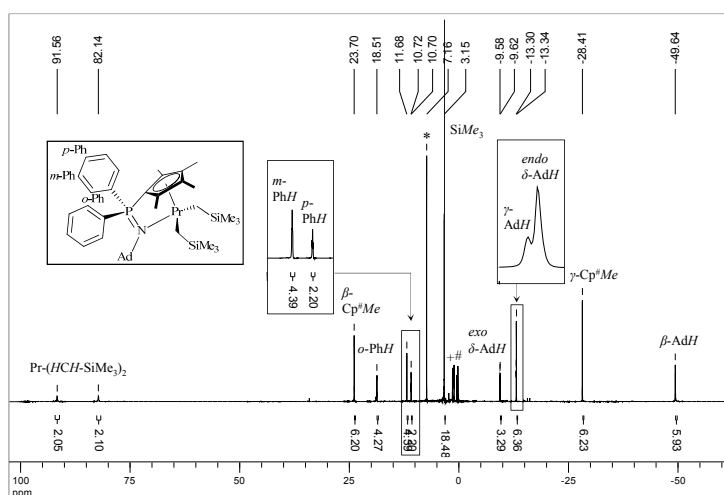 91.56
82.14
23.70
18.51
11.68
10.72
10.70
7.16
3.15
-9.58
-9.62
-13.30
-13.34
-28.41
-49.64
p-Ph
m-Ph
o-Ph
P
N
Ad
Pr
SiMe3
SiMe3
m-
PhH
p-
PhH
4.39
2.20
*
SiMe3
endo
δ-AdH
γ-
AdH
Pr-(HCH-SiMe3)2
β-
Cp#Me
o-PhH
+#
exo
δ-AdH
γ-Cp#Me
β-AdH
2.05
2.10
6.20
4.27
4.39
2.20
18.48
3.29
6.36
6.23
5.93
100
75
50
25
0
-25
-50
ppm